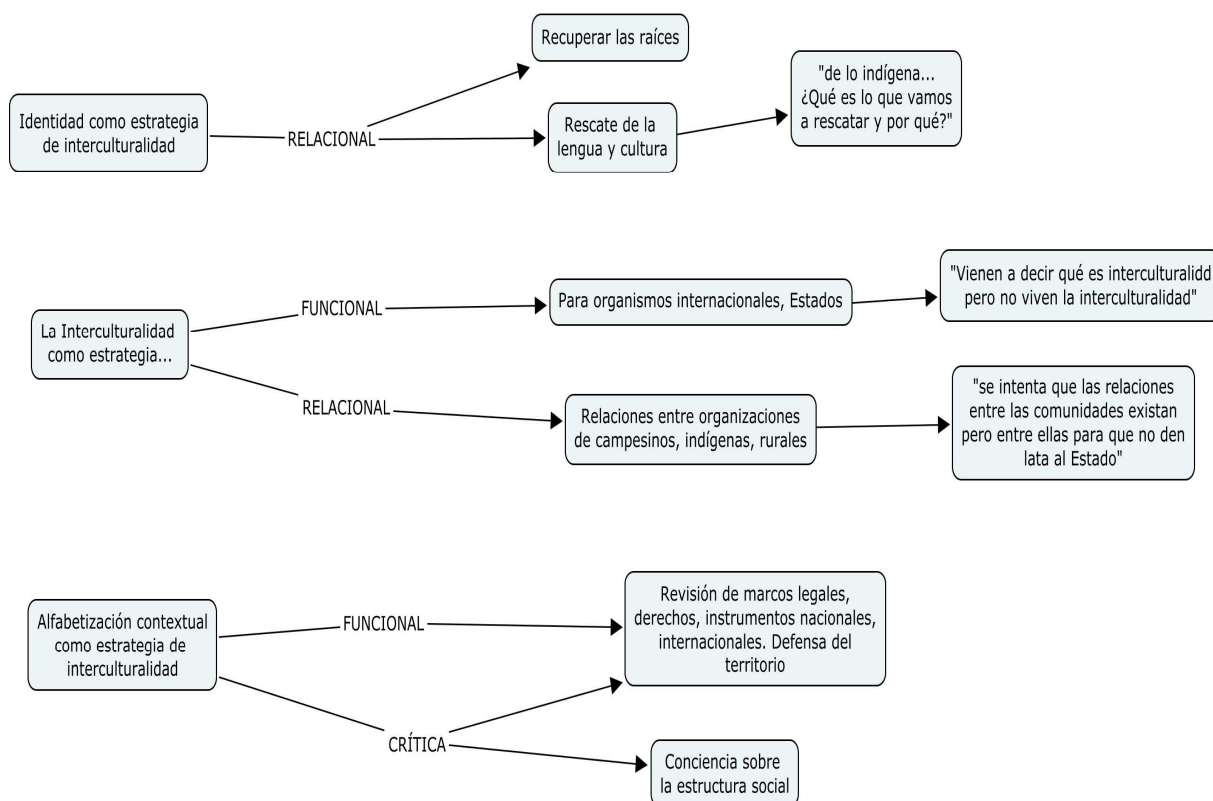 Recuperar las raíces
Identidad como estrategia
de interculturalidad
RELACIONAL
Rescate de la
lengua y cultura
"de lo indígena...
¿Qué es lo que vamos
a rescatar y por qué?"
La Interculturalidad
como estrategia...
FUNCIONAL
Para organismos internacionales, Estados
"Vienen a decir qué es interculturalidd
pero no viven la interculturalidad"
RELACIONAL
Relaciones entre organizaciones
de campesinos, indígenas, rurales
"se intenta que las relaciones
entre las comunidades existan
pero entre ellas para que no den
lata al Estado"
Alfabetización contextual
como estrategia de
interculturalidad
FUNCIONAL
Revisión de marcos legales,
derechos, instrumentos nacionales,
internacionales. Defensa del
territorio
CRÍTICA
Conciencia sobre
la estructura social